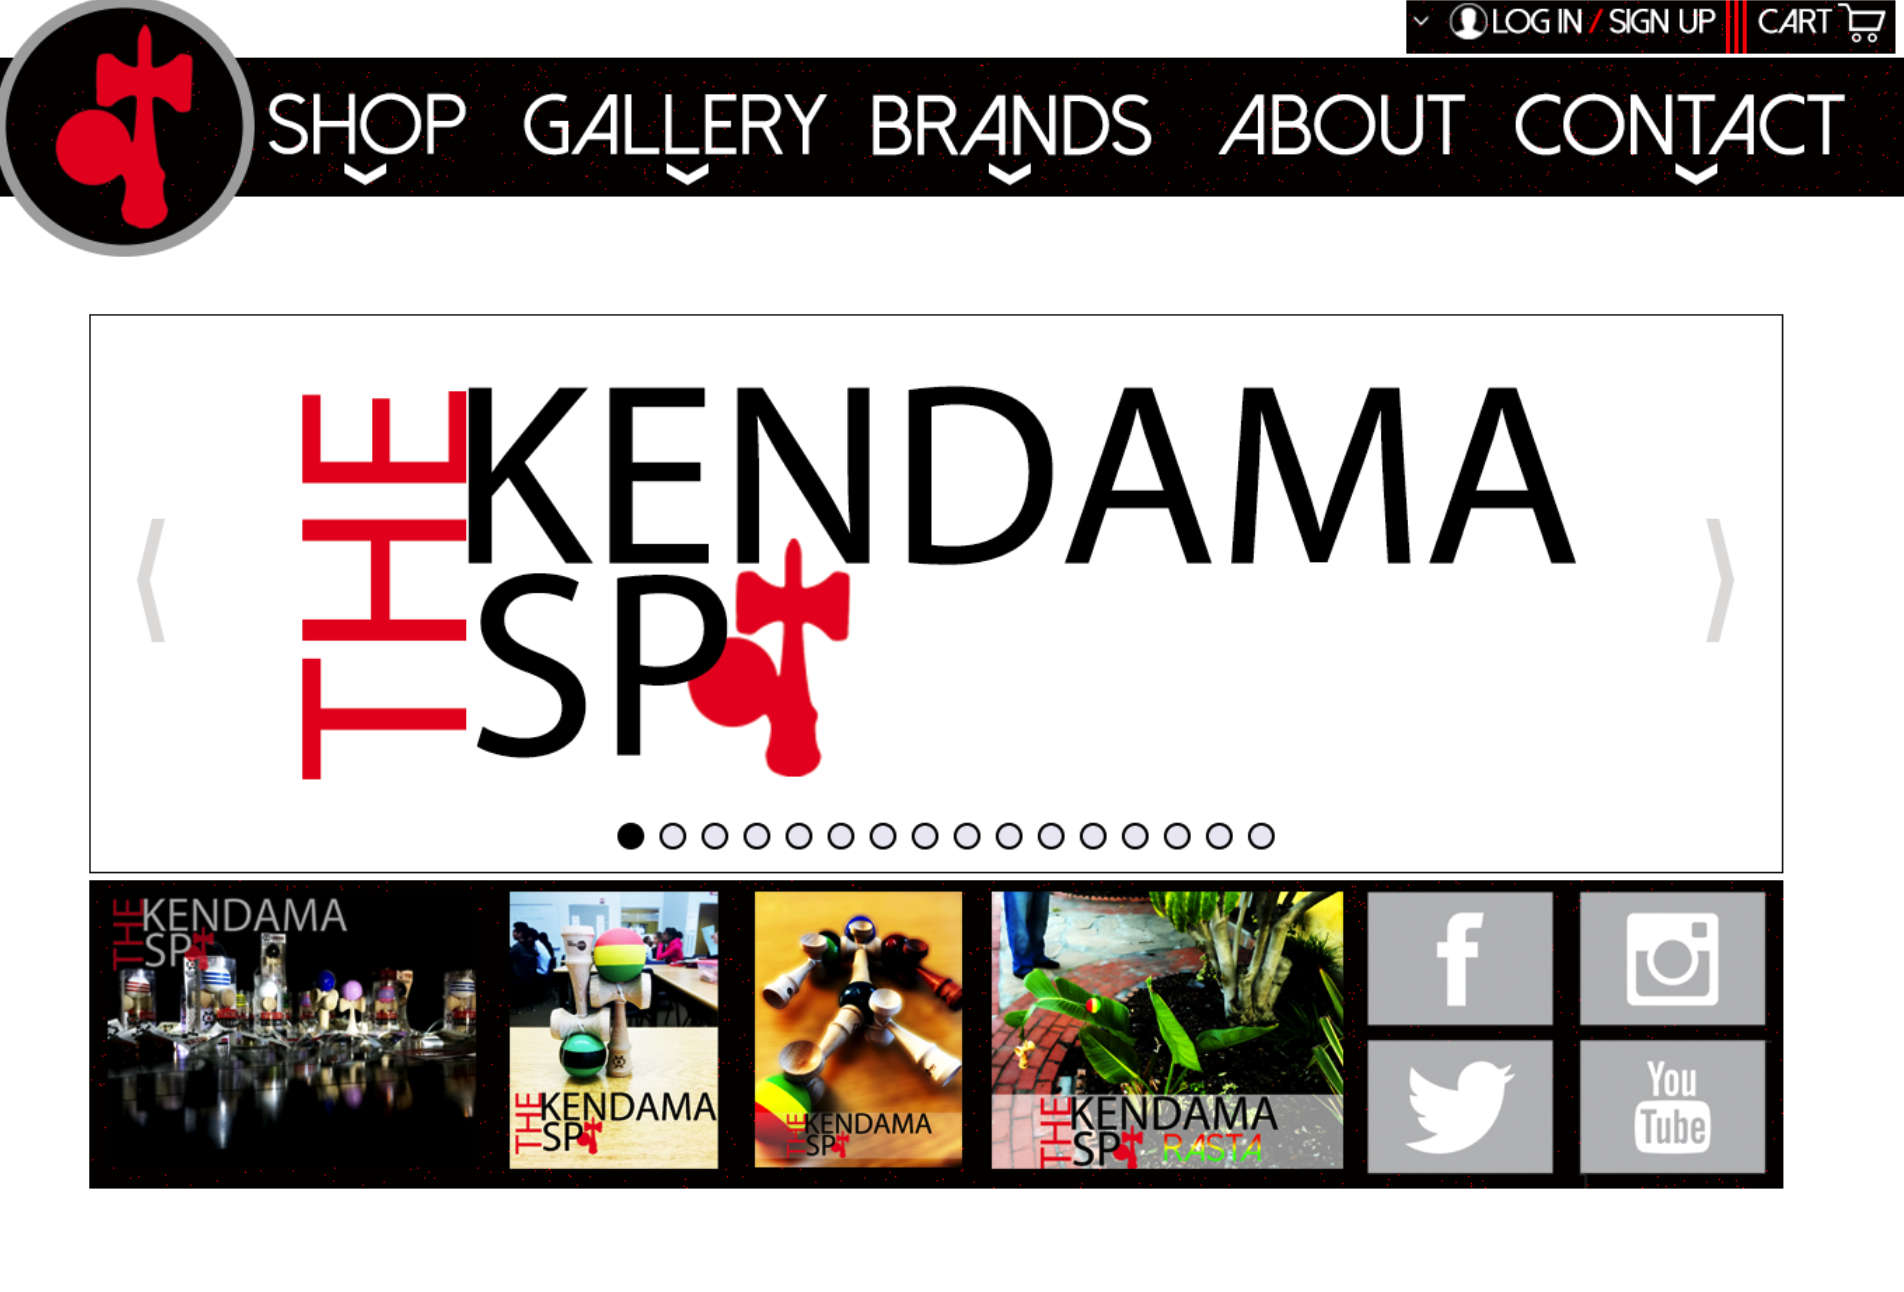 LOG IN / SIGN UP CART
SHOP GALLERY BRANDS ABOUT CONTACT
THE KENDAMA
SP
THE KENDAMA
SP
THE KENDAMA
SP
THE KENDAMA
SP
THE KENDAMA
SP RASTA
f
You
Tube